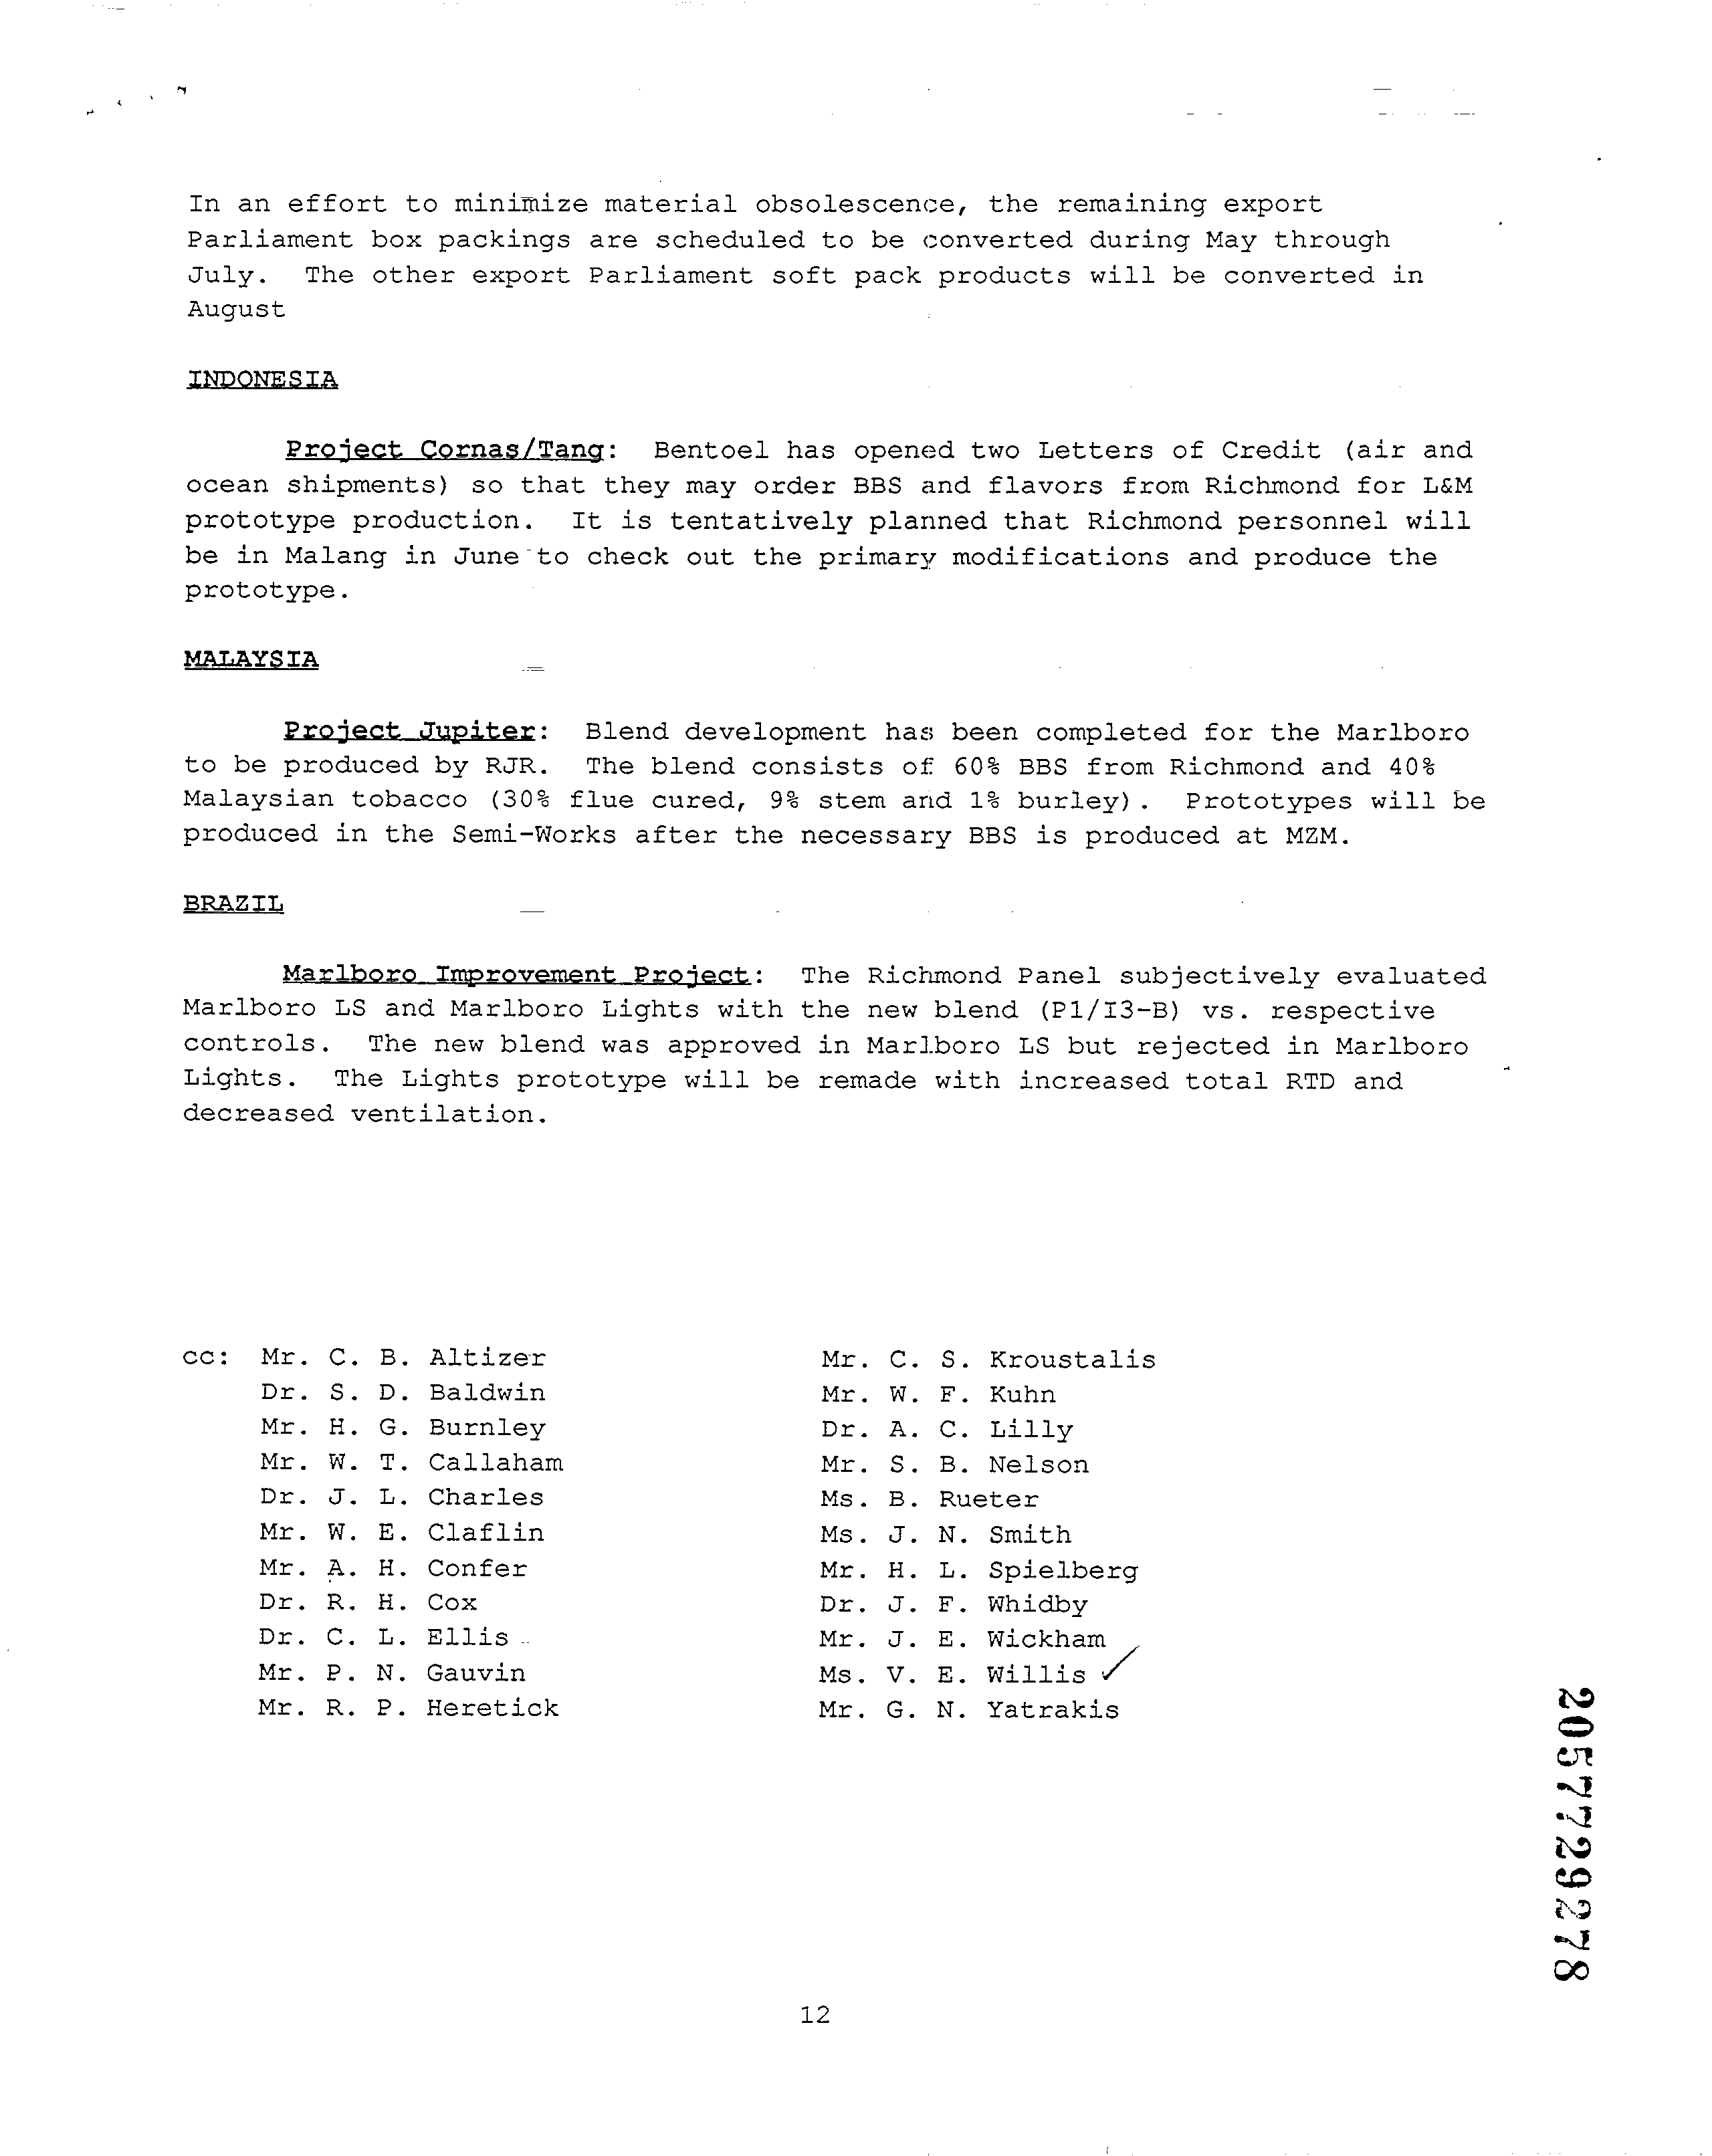 In an effort to minimize material obsolescence, the remaining export
Parliament box packings are scheduled to be converted during May through
July.  The other export Parliament soft pack products will be converted in
August
INDONESIA
Project Cornas/Tang:  Bentoel has opened two Letters of Credit (air and
ocean shipments) so that they may order BBS and flavors from Richmond for L&M
prototype production.  It is tentatively planned that Richmond personnel will
be in Malang in June to check out the primary modifications and produce the
prototype.
MALAYSIA
Project Jupiter:  Blend development has been completed for the Marlboro
to be produced by RJR.  The blend consists of 60% BBS from Richmond and 40%
Malaysian tobacco (30% flue cured, 9% stem and 1% burley).  Prototypes will be
produced in the Semi-Works after the necessary BBS is produced at MZM.
BRAZIL
Marlboro Improvement Project:  The Richmond Panel subjectively evaluated
Marlboro LS and Marlboro Lights with the new blend (P1/I3-B) vs. respective
controls.  The new blend was approved in Marlboro LS but rejected in Marlboro
Lights.  The Lights prototype will be remade with increased total RTD and
decreased ventilation.
cc:  Mr. C. B. Altizer
Dr. S. D. Baldwin
Mr. H. G. Burnley
Mr. W. T. Callaham
Dr. J. L. Charles
Mr. W. E. Claflin
Mr. A. H. Confer
Dr. R. H. Cox
Dr. C. L. Ellis
Mr. P. N. Gauvin
Mr. R. P. Heretick
Mr. C. S. Kroustalis
Mr. W. F. Kuhn
Dr. A. C. Lilly
Mr. S. B. Nelson
Ms. B. Rueter
Ms. J. N. Smith
Mr. H. L. Spielberg
Dr. J. F. Whidby
Mr. J. E. Wickham
Ms. V. E. Willis ✓
Mr. G. N. Yatrakis
2057729278
12